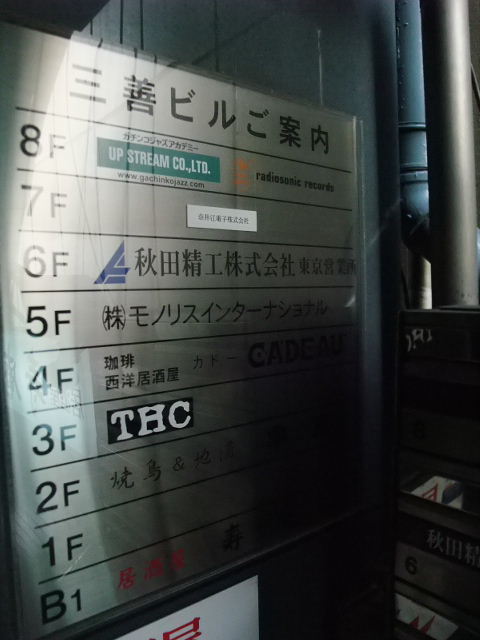 三善ビルご案内
8F ガチンコジャズアカデミー
UP STREAM CO.,LTD. radiosonic records
www.gachinkojazz.com
7F
6F 秋田精工株式会社東京営業所
5F (株)モノリスインターナショナル
珈琲 カドー CADEAU
4F 西洋居酒屋
3F THC
2F 焼鳥&地酒
1F 居酒屋 寿
B1
8
秋田精
6